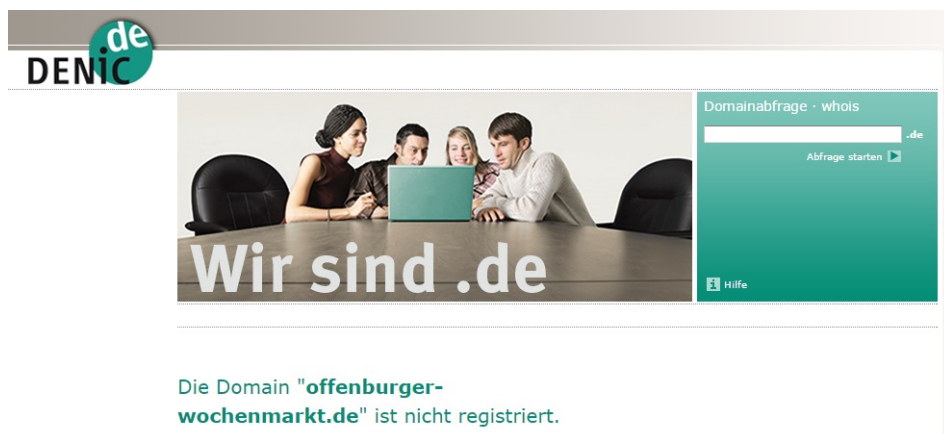 de
DENiC
Domainabfrage - whois
.de
Abfrage starten
Wir sind .de
i Hilfe
Die Domain "offenburger-
wochenmarkt.de" ist nicht registriert.